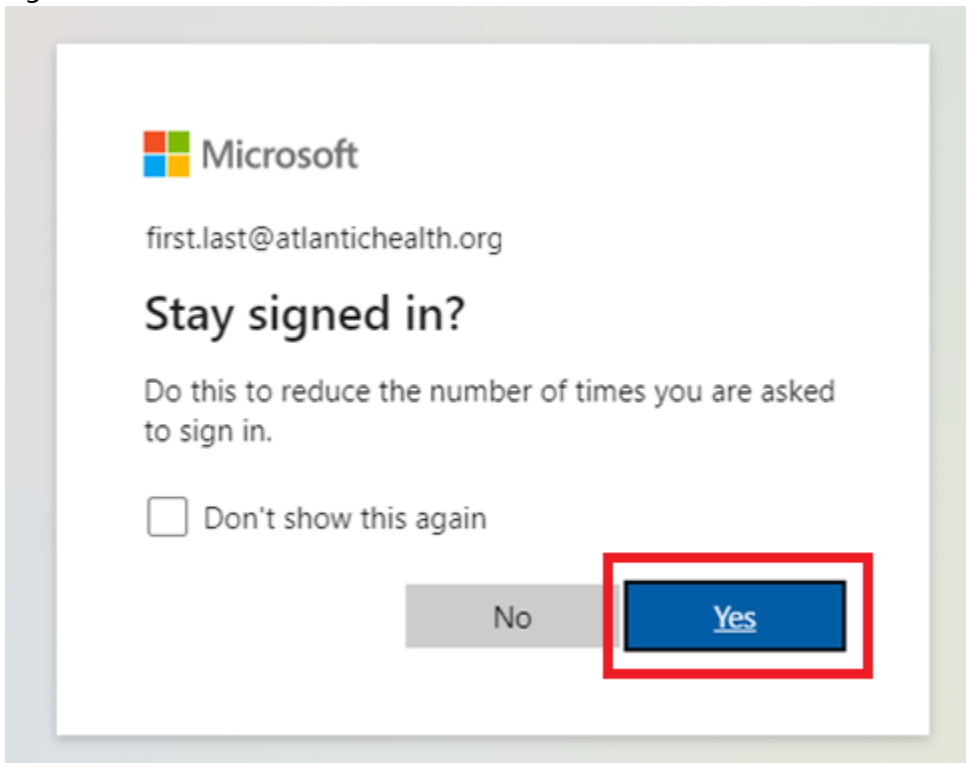 Microsoft
first.last@atlantichealth.org
Stay signed in?
Do this to reduce the number of times you are asked
to sign in.
Don't show this again
No
Yes